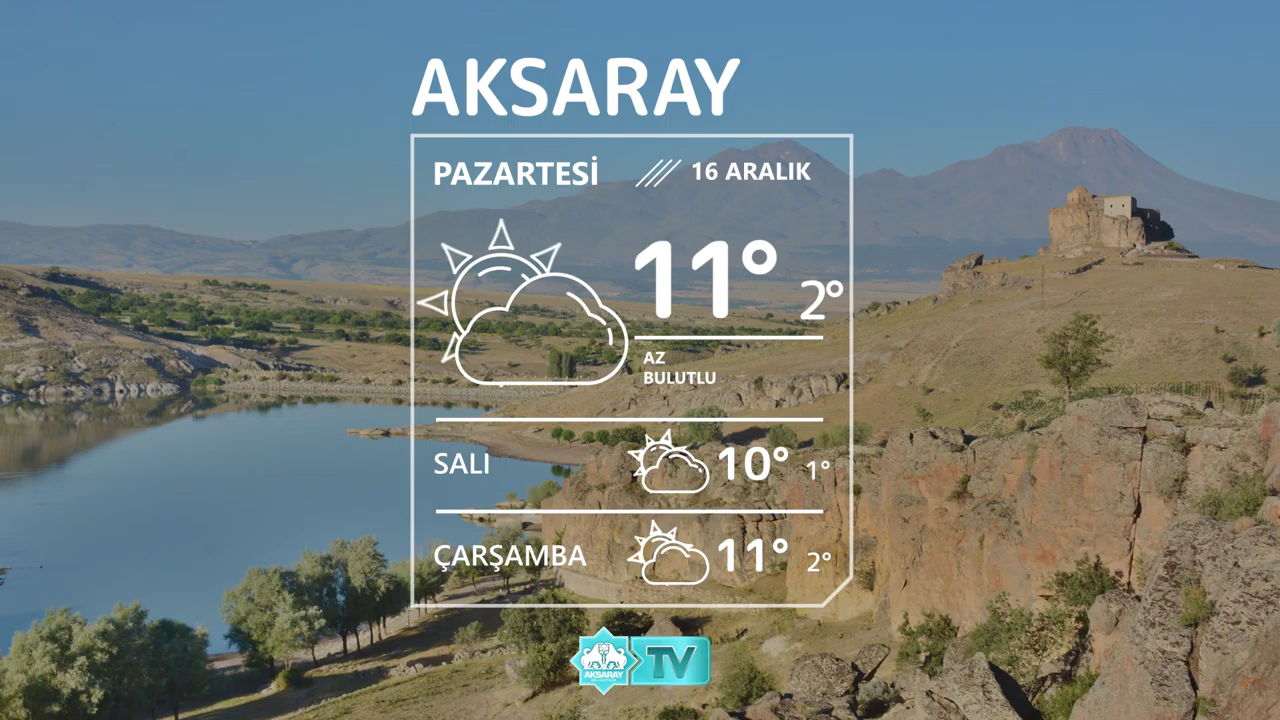 AKSARAY
PAZARTESİ 16 ARALIK
11° 2°
AZ
BULUTLU
SALI 10° 1°
ÇARŞAMBA 11° 2°
AKSARAY TV